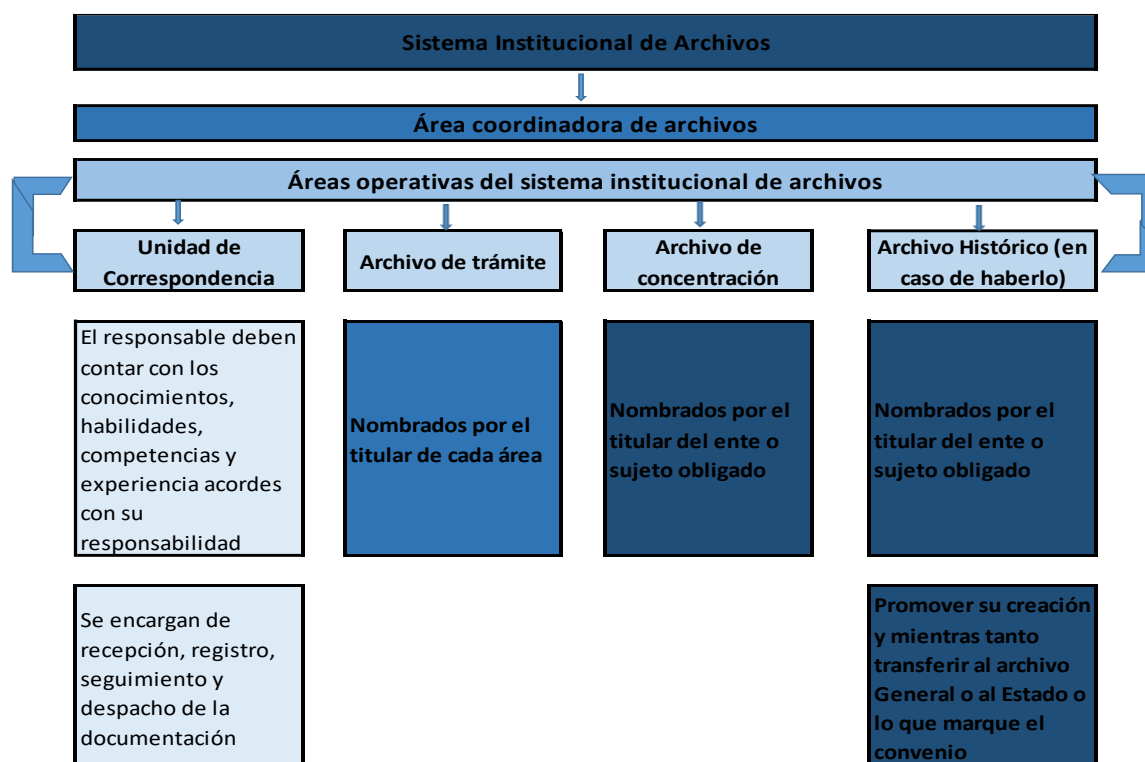 Sistema Institucional de Archivos
Área coordinadora de archivos
Áreas operativas del sistema institucional de archivos
Unidad de
Correspondencia
Archivo de trámite
Archivo de
concentración
Archivo Histórico (en
caso de haberlo)
El responsable deben
contar con los
conocimientos,
habilidades,
competencias y
experiencia acordes
con su
responsabilidad
Nombrados por el
titular de cada área
Nombrados por el
titular del ente o
sujeto obligado
Nombrados por el
titular del ente o
sujeto obligado
Se encargan de
recepción, registro,
seguimiento y
despacho de la
documentación
Promover su creación
y mientras tanto
transferir al archivo
General o al Estado o
lo que marque el
convenio